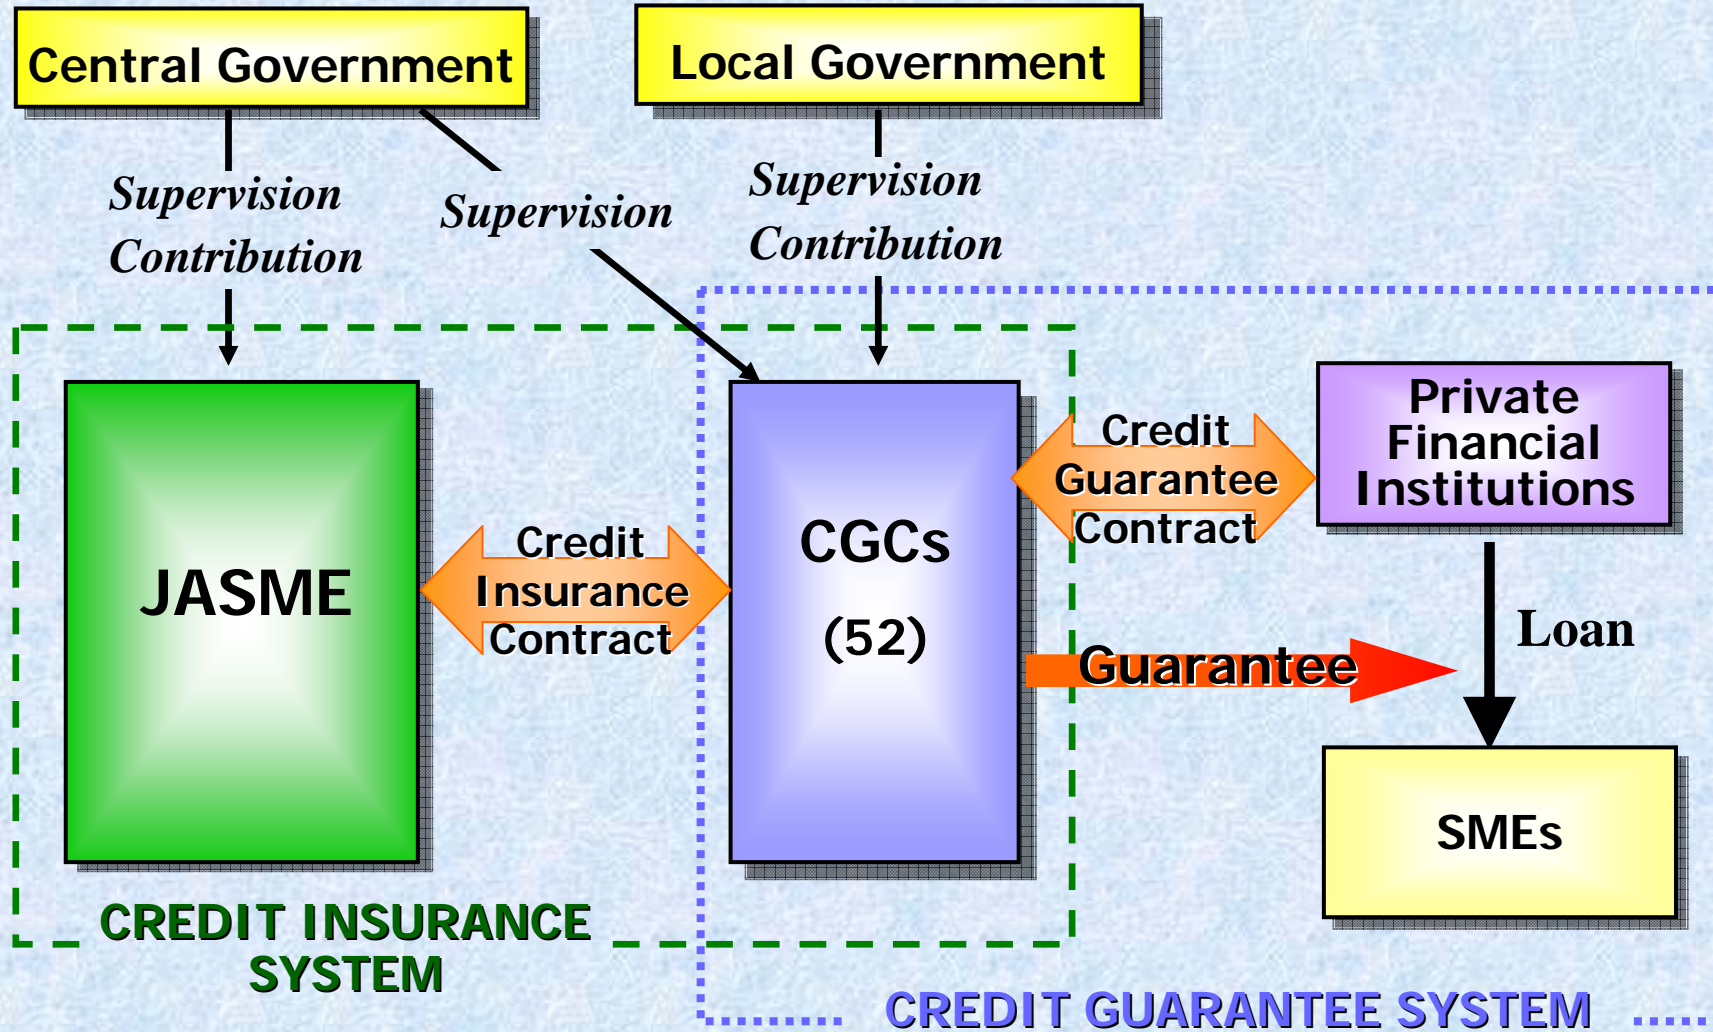 Central Government
Local Government
Supervision
Contribution
Supervision
Supervision
Contribution
JASME
Credit
Insurance
Contract
CGCs
(52)
Credit
Guarantee
Contract
Private
Financial
Institutions
Guarantee
Loan
SMEs
CREDIT INSURANCE
SYSTEM
CREDIT GUARANTEE SYSTEM